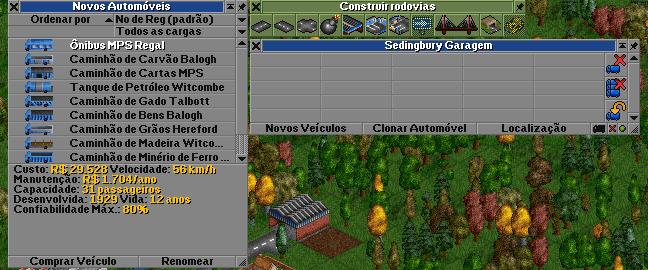 Novos Automóveis
Ordenar por
No de Reg (padrão)
Todos as cargas
Ônibus MPS Regal
Caminhão de Carvão Balogh
Caminhão de Cartas MPS
Tanque de Petróleo Witcombe
Caminhão de Gado Talbott
Caminhão de Bens Balogh
Caminhão de Grãos Hereford
Caminhão de Madeira Witco...
Caminhão de Minério de Ferro ...
Custo: R$ 29.528 Velocidade: 56 km/h
Manutenção: R$ 1.704/ano
Capacidade: 31 passageiros
Desenvolvida: 1929 Vida: 12 anos
Confiabilidade Máx.: 80%
Comprar Veículo
Renomear
Construir rodovias
Sedingbury Garagem
Novos Veículos
Clonar Automóvel
Localização